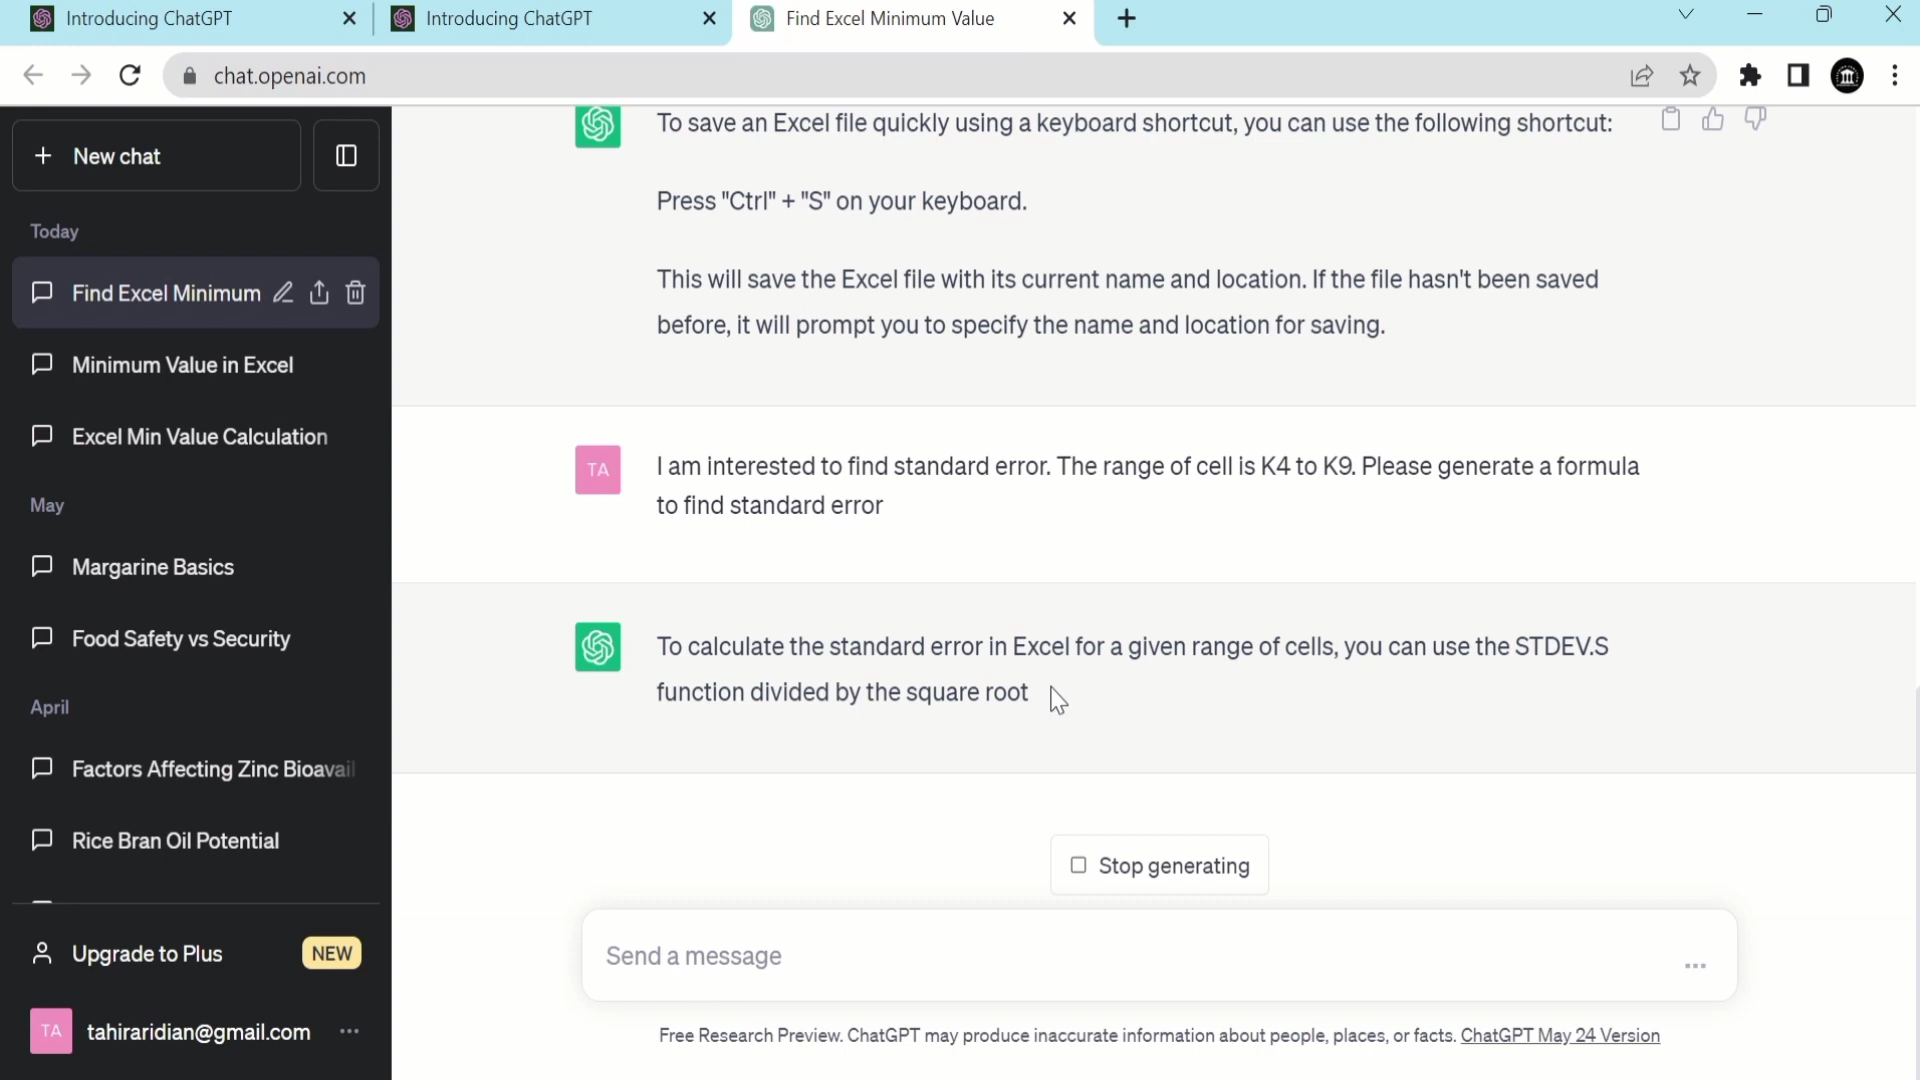 Introducing ChatGPT
Introducing ChatGPT
Find Excel Minimum Value
chat.openai.com
New chat
Today
Find Excel Minimum
Minimum Value in Excel
Excel Min Value Calculation
May
Margarine Basics
Food Safety vs Security
April
Factors Affecting Zinc Bioavail
Rice Bran Oil Potential
Upgrade to Plus NEW
TA tahiraridian@gmail.com
To save an Excel file quickly using a keyboard shortcut, you can use the following shortcut:
Press "Ctrl" + "S" on your keyboard.
This will save the Excel file with its current name and location. If the file hasn't been saved
before, it will prompt you to specify the name and location for saving.
TA
I am interested to find standard error. The range of cell is K4 to K9. Please generate a formula
to find standard error
To calculate the standard error in Excel for a given range of cells, you can use the STDEV.S
function divided by the square root
Stop generating
Send a message
Free Research Preview. ChatGPT may produce inaccurate information about people, places, or facts. ChatGPT May 24 Version